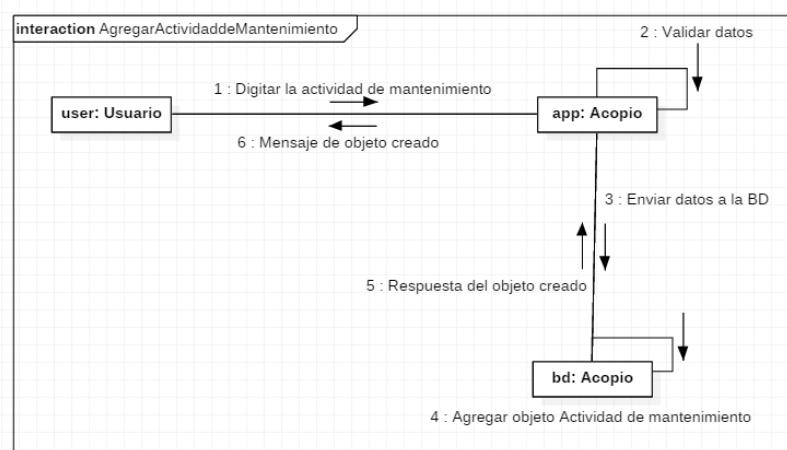 interaction AgregarActividaddeMantenimiento
2 : Validar datos
1 : Digitar la actividad de mantenimiento
user: Usuario
app: Acopio
6 : Mensaje de objeto creado
3 : Enviar datos a la BD
5 : Respuesta del objeto creado
bd: Acopio
4 : Agregar objeto Actividad de mantenimiento